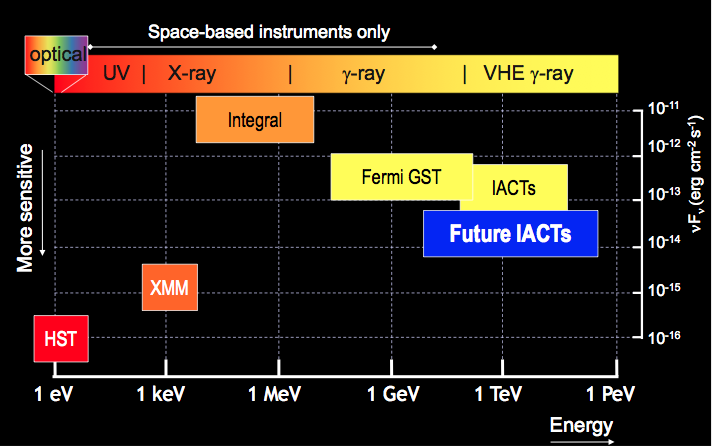 Space-based instruments only
optical
UV | X-ray | γ-ray | VHE γ-ray
Integral
Fermi GST
IACTs
Future IACTs
XMM
HST
More sensitive
10-11
10-12
10-13
10-14
10-15
10-16
νFν (erg cm-2 s-1)
1 eV 1 keV 1 MeV 1 GeV 1 TeV 1 PeV
Energy